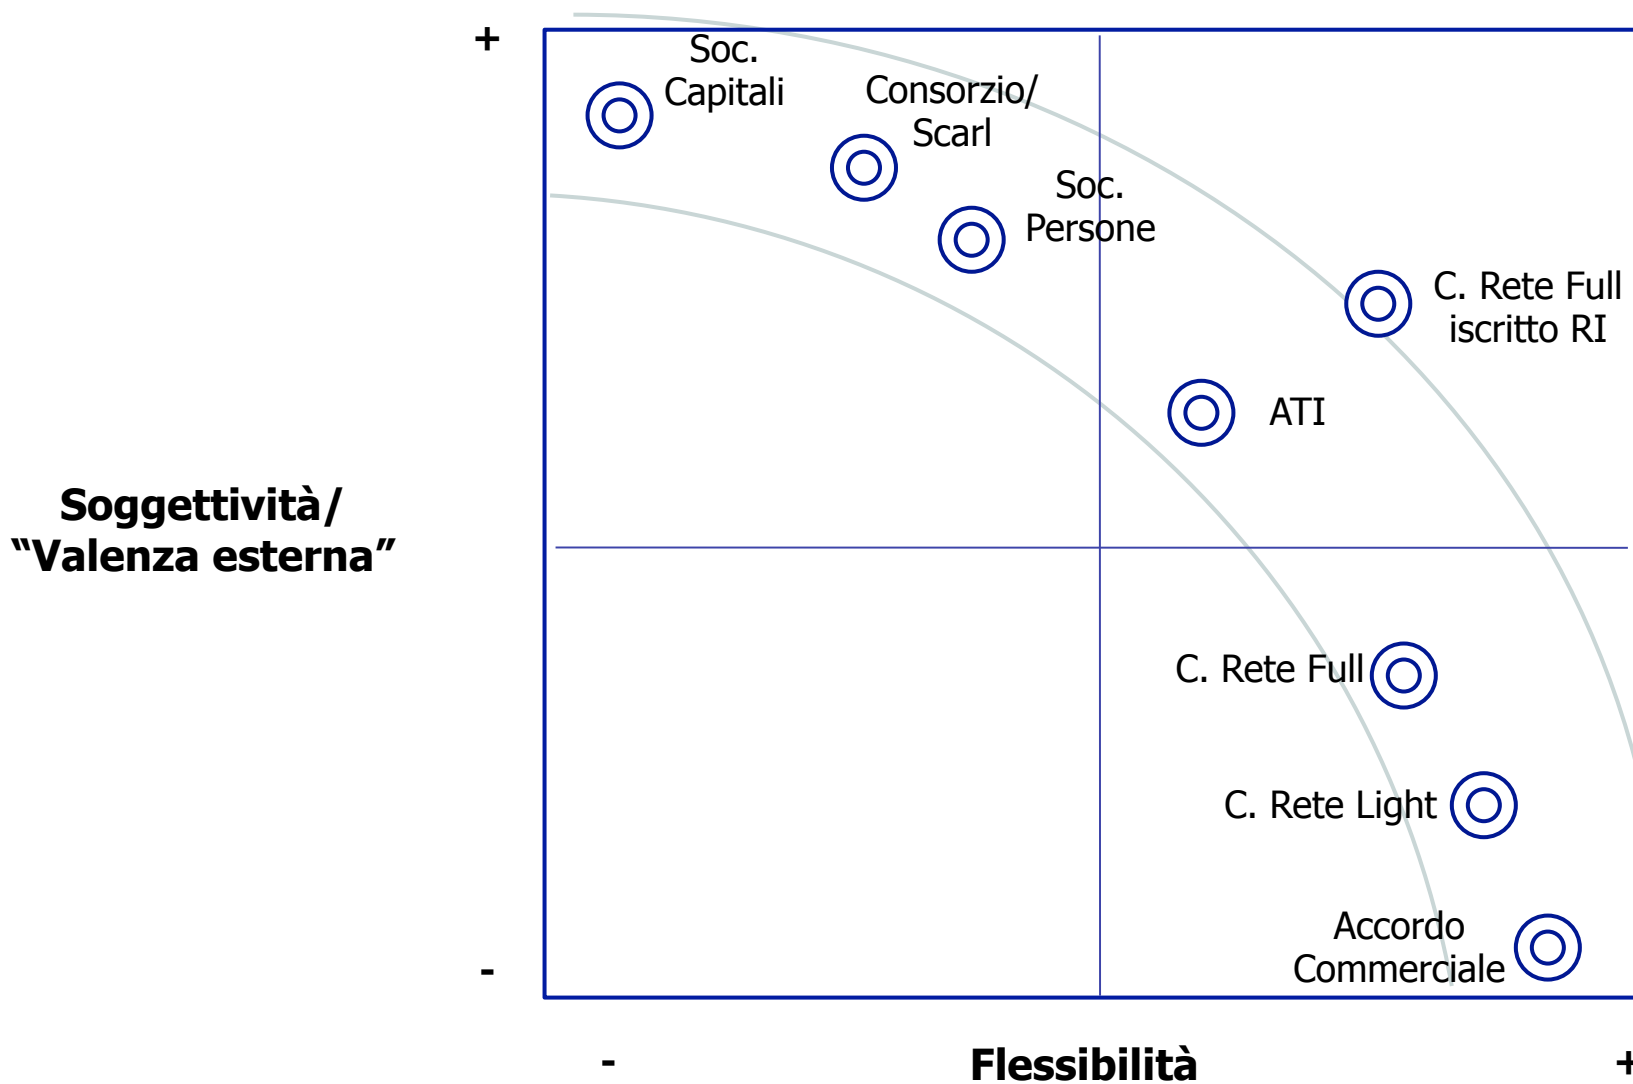 +
Soc.
Capitali
Consorzio/
Scarl
Soc.
Persone
C. Rete Full
iscritto RI
ATI
Soggettività/
“Valenza esterna”
C. Rete Full
C. Rete Light
Accordo
Commerciale
-
-
Flessibilità
+